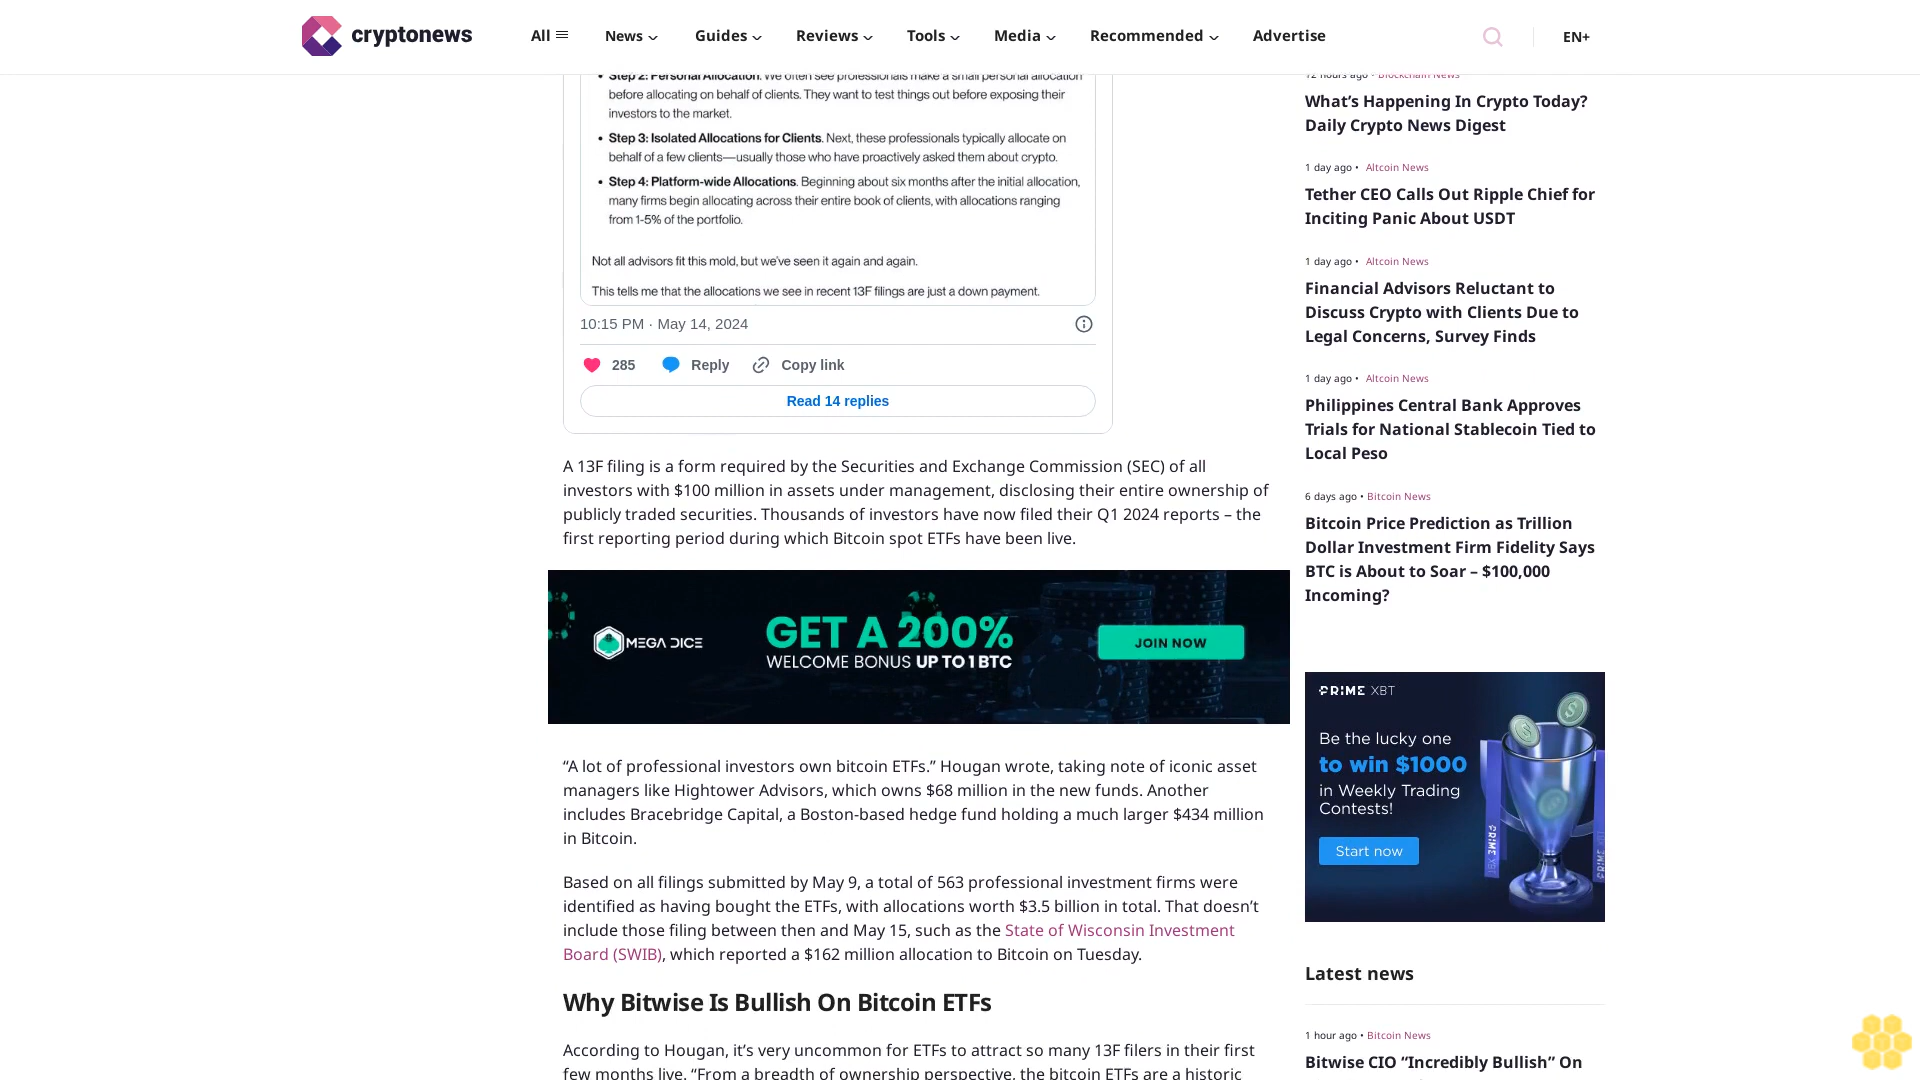 cryptonews
All
News
Guides
Reviews
Tools
Media
Recommended
Advertise
EN+
• Step 2: Personal Allocation. We often see professionals make a small personal allocation
before allocating on behalf of clients. They want to test things out before exposing their
investors to the market.
• Step 3: Isolated Allocations for Clients. Next, these professionals typically allocate on
behalf of a few clients—usually those who have proactively asked them about crypto.
• Step 4: Platform-wide Allocations. Beginning about six months after the initial allocation,
many firms begin allocating across their entire book of clients, with allocations ranging
from 1-5% of the portfolio.
Not all advisors fit this mold, but we've seen it again and again.
This tells me that the allocations we see in recent 13F filings are just a down payment.
10:15 PM · May 14, 2024
285
Reply
Copy link
Read 14 replies
A 13F filing is a form required by the Securities and Exchange Commission (SEC) of all
investors with $100 million in assets under management, disclosing their entire ownership of
publicly traded securities. Thousands of investors have now filed their Q1 2024 reports – the
first reporting period during which Bitcoin spot ETFs have been live.
MEGA DICE
GET A 200%
WELCOME BONUS UP TO 1 BTC
JOIN NOW
“A lot of professional investors own bitcoin ETFs.” Hougan wrote, taking note of iconic asset
managers like Hightower Advisors, which owns $68 million in the new funds. Another
includes Bracebridge Capital, a Boston-based hedge fund holding a much larger $434 million
in Bitcoin.
Based on all filings submitted by May 9, a total of 563 professional investment firms were
identified as having bought the ETFs, with allocations worth $3.5 billion in total. That doesn’t
include those filing between then and May 15, such as the State of Wisconsin Investment
Board (SWIB), which reported a $162 million allocation to Bitcoin on Tuesday.
Why Bitwise Is Bullish On Bitcoin ETFs
According to Hougan, it’s very uncommon for ETFs to attract so many 13F filers in their first
few months live. “From a breadth of ownership perspective, the bitcoin ETFs are a historic
12 hours ago • Blockchain News
What’s Happening In Crypto Today?
Daily Crypto News Digest
1 day ago • Altcoin News
Tether CEO Calls Out Ripple Chief for
Inciting Panic About USDT
1 day ago • Altcoin News
Financial Advisors Reluctant to
Discuss Crypto with Clients Due to
Legal Concerns, Survey Finds
1 day ago • Altcoin News
Philippines Central Bank Approves
Trials for National Stablecoin Tied to
Local Peso
6 days ago • Bitcoin News
Bitcoin Price Prediction as Trillion
Dollar Investment Firm Fidelity Says
BTC is About to Soar – $100,000
Incoming?
PRIME XBT
Be the lucky one
to win $1000
in Weekly Trading
Contests!
Start now
PRIME XBT
Latest news
1 hour ago • Bitcoin News
Bitwise CIO “Incredibly Bullish” On